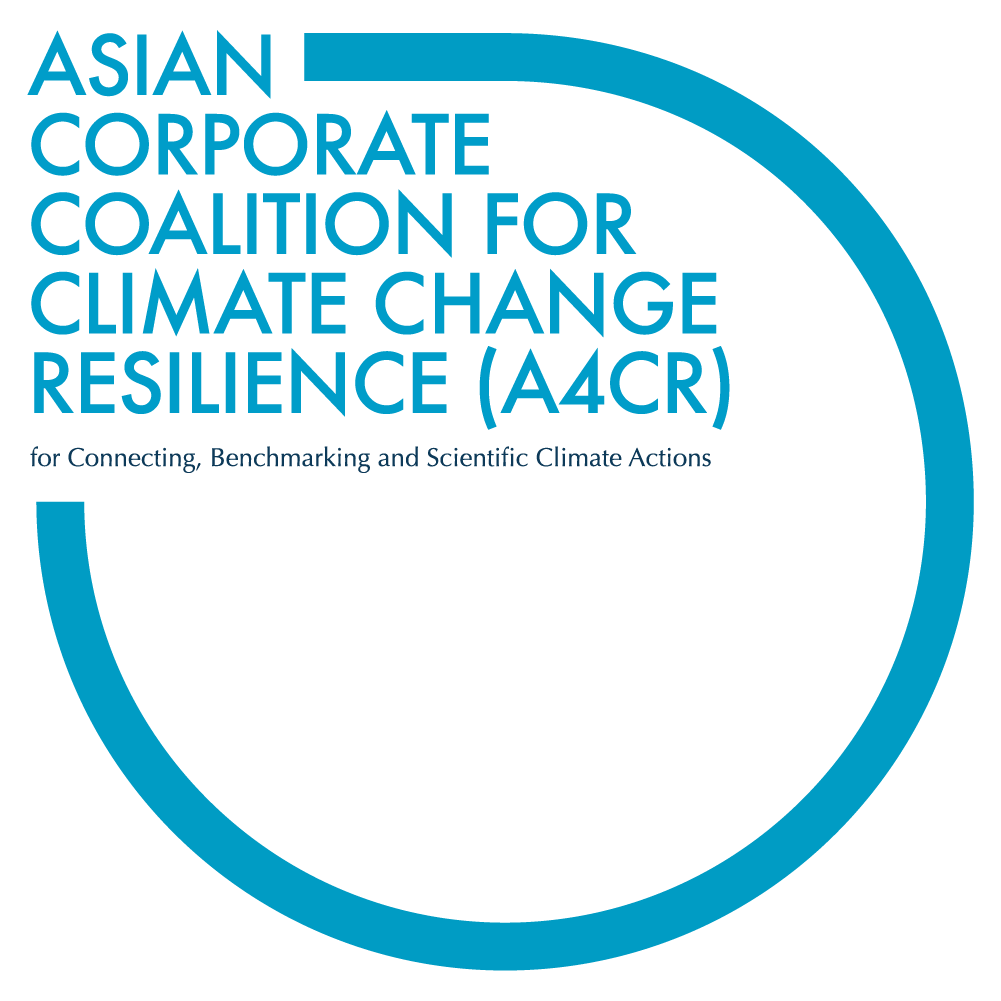 ASIAN
CORPORATE
COALITION FOR
CLIMATE CHANGE
RESILIENCE (A4CR)
for Connecting, Benchmarking and Scientific Climate Actions